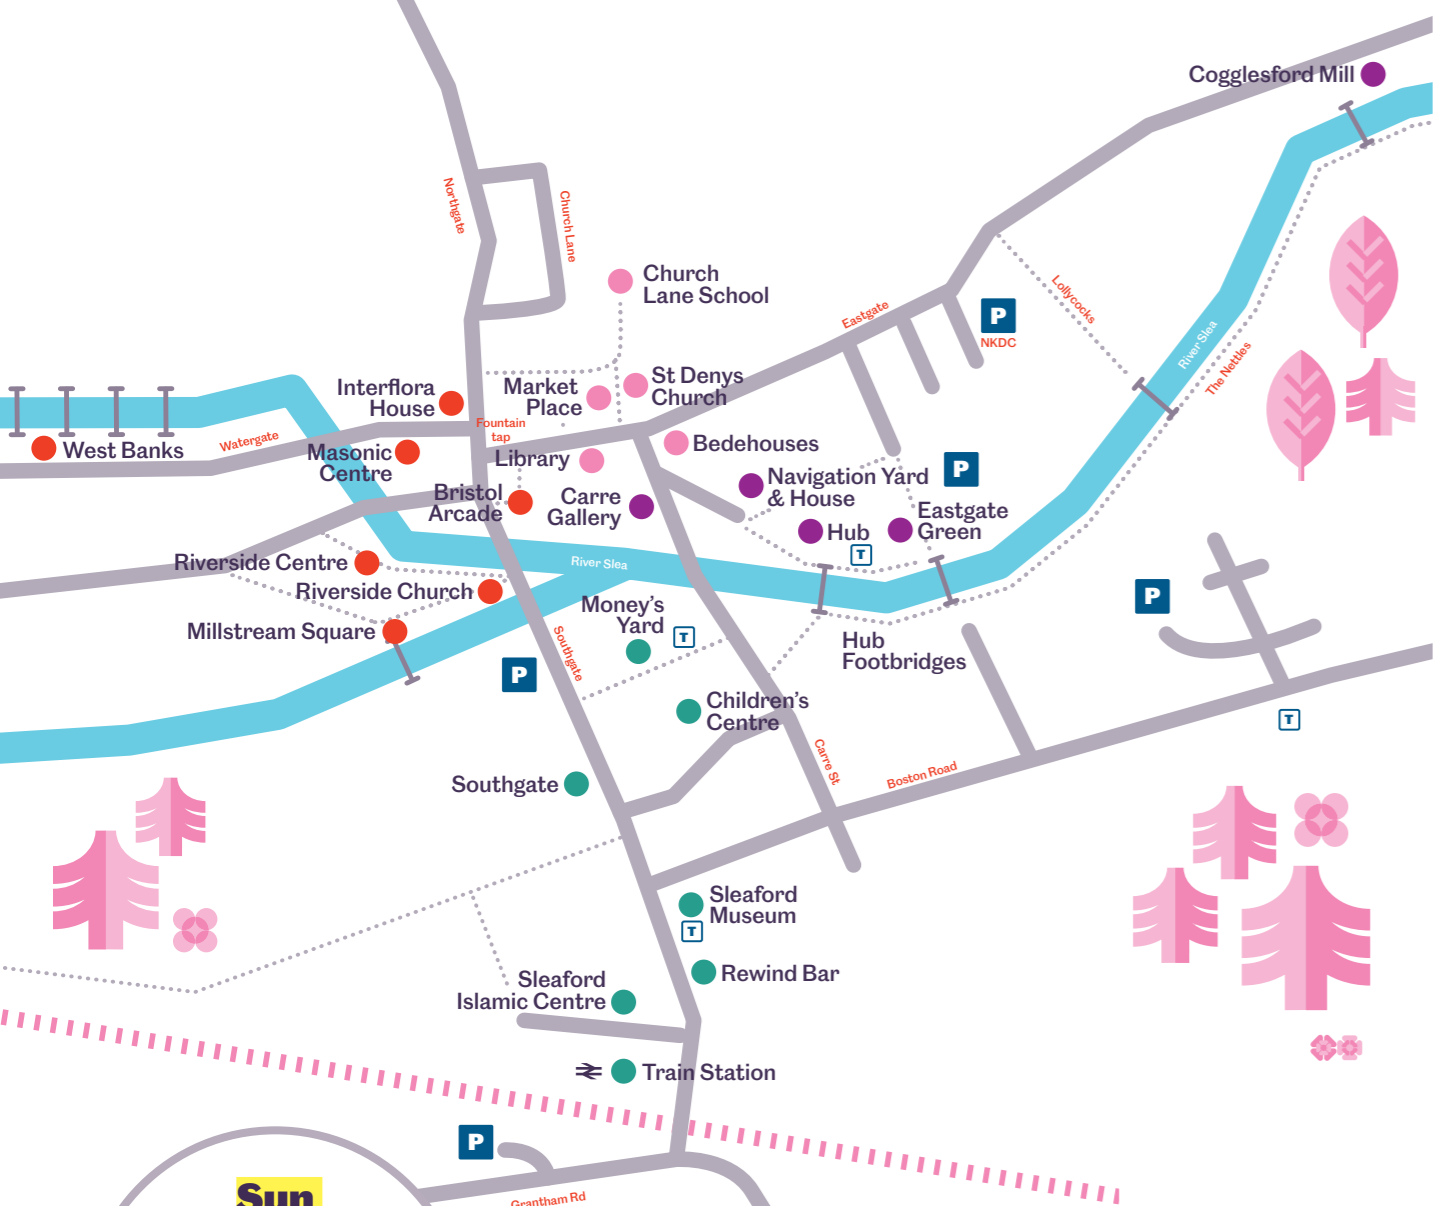 Cogglesford Mill
Northgate
Church Lane
Church
Lane School
Eastgate
P
NKDC
Lollycocks
River Slea
The Nettles
Interflora
House
Market
Place
St Denys
Church
Fountain
tap
Watergate
West Banks
Masonic
Centre
Library
Bedehouses
Bristol
Arcade
Carre
Gallery
Navigation Yard
& House
P
Hub
T
Eastgate
Green
River Slea
Riverside Centre
Riverside Church
Millstream Square
Money's
Yard
T
Southgate
P
P
Hub
Footbridges
Children's
Centre
T
Carre St
Boston Road
Southgate
Sleaford
Museum
T
Rewind Bar
Sleaford
Islamic Centre
Train Station
P
Grantham Rd
Sun